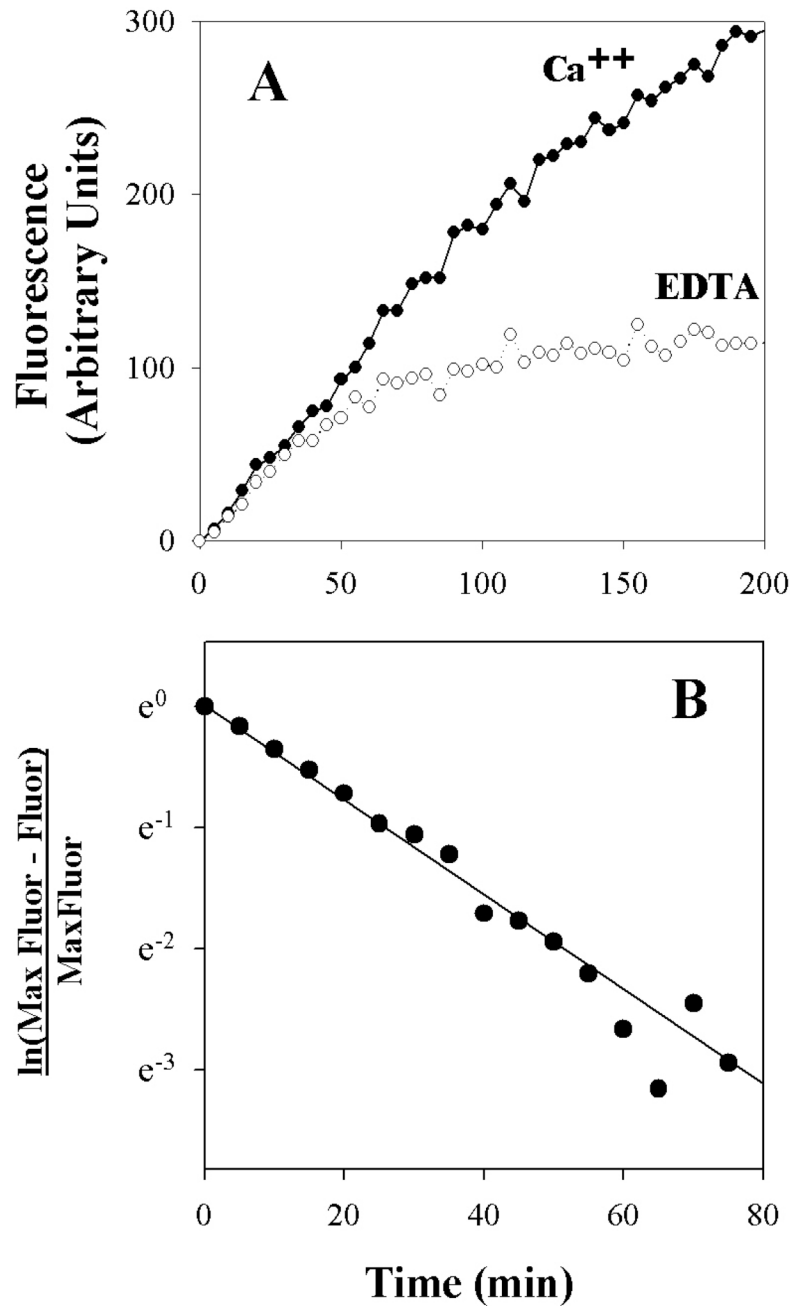 300
200
100
0
Fluorescence
(Arbitrary Units)
A
Ca++
EDTA
0 50 100 150 200
B
e0
e-1
e-2
e-3
ln(Max Fluor - Fluor)
MaxFluor
0 20 40 60 80
Time (min)